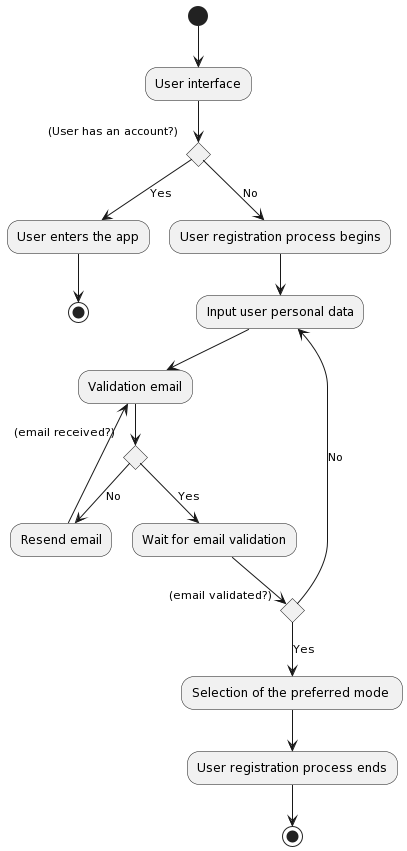 User interface
(User has an account?)
Yes
No
User enters the app
User registration process begins
Input user personal data
Validation email
(email received?)
No
No
Yes
Resend email
Wait for email validation
(email validated?)
Yes
Selection of the preferred mode
User registration process ends